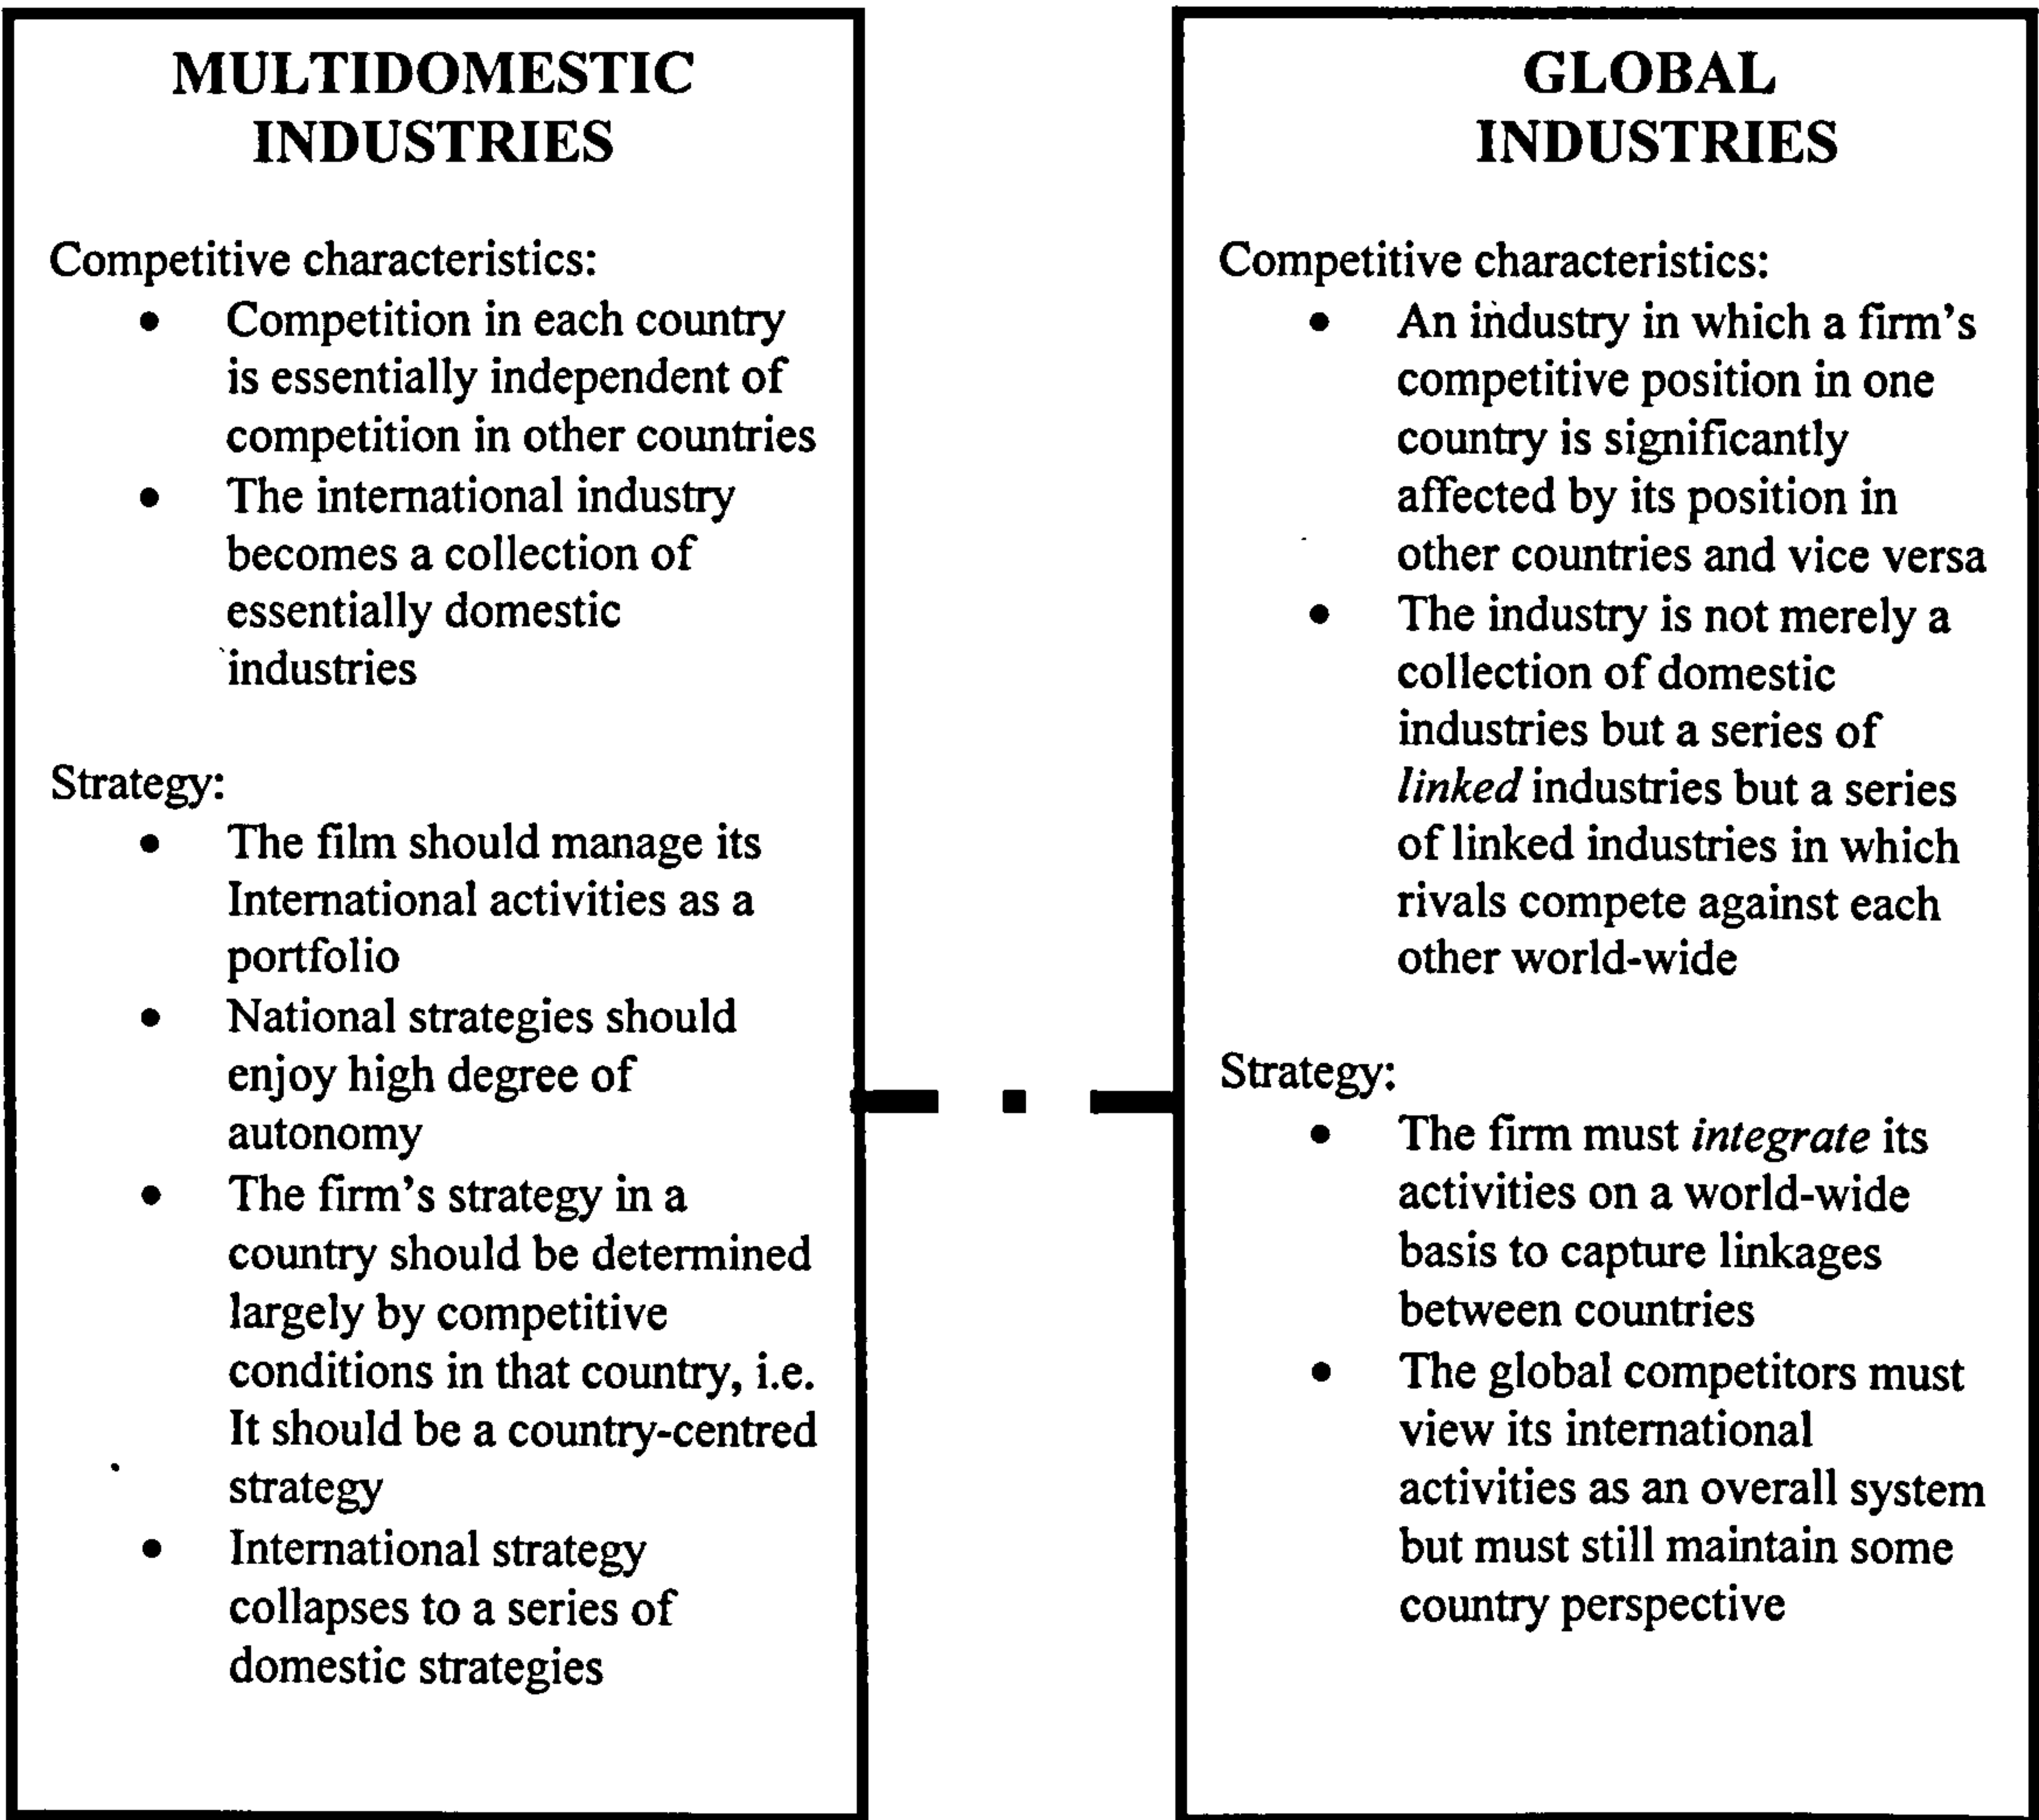 MULTIDOMESTIC
INDUSTRIES
Competitive characteristics:
• Competition in each country
is essentially independent of
competition in other countries
• The international industry
becomes a collection of
essentially domestic
industries
Strategy:
• The film should manage its
International activities as a
portfolio
• National strategies should
enjoy high degree of
autonomy
• The firm's strategy in a
country should be determined
largely by competitive
conditions in that country, i.e.
It should be a country-centred
strategy
• International strategy
collapses to a series of
domestic strategies
GLOBAL
INDUSTRIES
Competitive characteristics:
• An industry in which a firm's
competitive position in one
country is significantly
affected by its position in
other countries and vice versa
• The industry is not merely a
collection of domestic
industries but a series of
linked industries but a series
of linked industries in which
rivals compete against each
other world-wide
Strategy:
• The firm must integrate its
activities on a world-wide
basis to capture linkages
between countries
• The global competitors must
view its international
activities as an overall system
but must still maintain some
country perspective